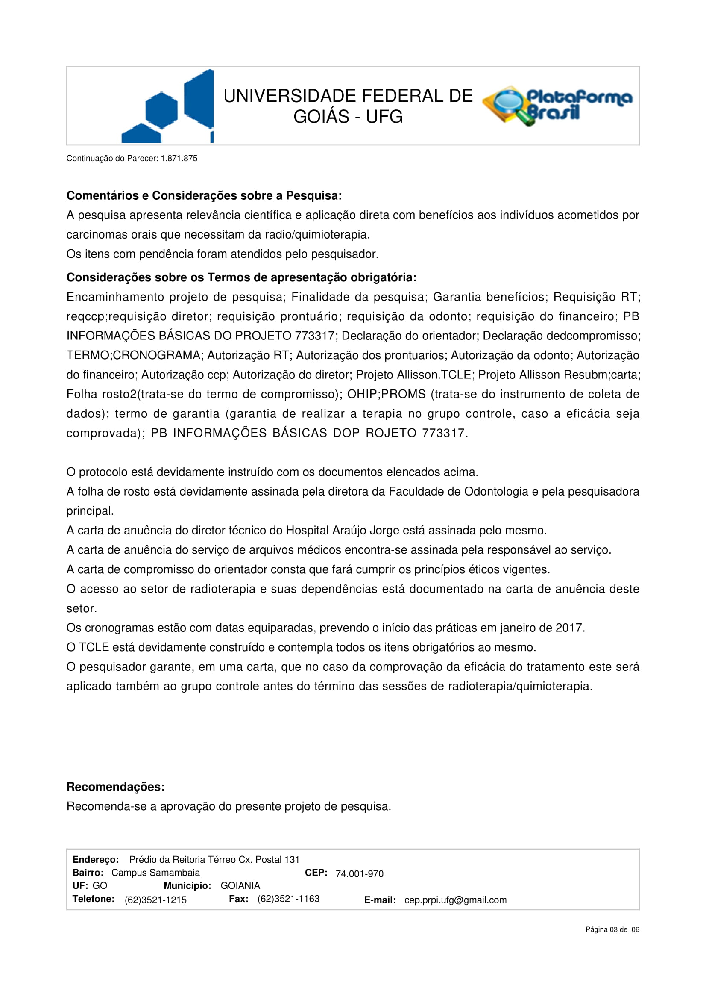 UNIVERSIDADE FEDERAL DE
GOIÁS - UFG
Plataforma
Brasil
Continuação do Parecer: 1.871.875
Comentários e Considerações sobre a Pesquisa:
A pesquisa apresenta relevância científica e aplicação direta com benefícios aos indivíduos acometidos por
carcinomas orais que necessitam da radio/quimioterapia.
Os itens com pendência foram atendidos pelo pesquisador.
Considerações sobre os Termos de apresentação obrigatória:
Encaminhamento projeto de pesquisa; Finalidade da pesquisa; Garantia benefícios; Requisição RT;
reqccp;requisição diretor; requisição prontuário; requisição da odonto; requisição do financeiro; PB
INFORMAÇÕES BÁSICAS DO PROJETO 773317; Declaração do orientador; Declaração dedcompromisso;
TERMO;CRONOGRAMA; Autorização RT; Autorização dos prontuarios; Autorização da odonto; Autorização
do financeiro; Autorização ccp; Autorização do diretor; Projeto Allisson.TCLE; Projeto Allisson Resubm;carta;
Folha rosto2(trata-se do termo de compromisso); OHIP;PROMS (trata-se do instrumento de coleta de
dados); termo de garantia (garantia de realizar a terapia no grupo controle, caso a eficácia seja
comprovada); PB INFORMAÇÕES BÁSICAS DOP ROJETO 773317.
O protocolo está devidamente instruído com os documentos elencados acima.
A folha de rosto está devidamente assinada pela diretora da Faculdade de Odontologia e pela pesquisadora
principal.
A carta de anuência do diretor técnico do Hospital Araújo Jorge está assinada pelo mesmo.
A carta de anuência do serviço de arquivos médicos encontra-se assinada pela responsável ao serviço.
A carta de compromisso do orientador consta que fará cumprir os princípios éticos vigentes.
O acesso ao setor de radioterapia e suas dependências está documentado na carta de anuência deste
setor.
Os cronogramas estão com datas equiparadas, prevendo o início das práticas em janeiro de 2017.
O TCLE está devidamente construído e contempla todos os itens obrigatórios ao mesmo.
O pesquisador garante, em uma carta, que no caso da comprovação da eficácia do tratamento este será
aplicado também ao grupo controle antes do término das sessões de radioterapia/quimioterapia.
Recomendações:
Recomenda-se a aprovação do presente projeto de pesquisa.
Endereço: Prédio da Reitoria Térreo Cx. Postal 131
Bairro: Campus Samambaia CEP: 74.001-970
UF: GO Município: GOIANIA
Telefone: (62)3521-1215 Fax: (62)3521-1163 E-mail: cep.prpi.ufg@gmail.com
Página 03 de 06